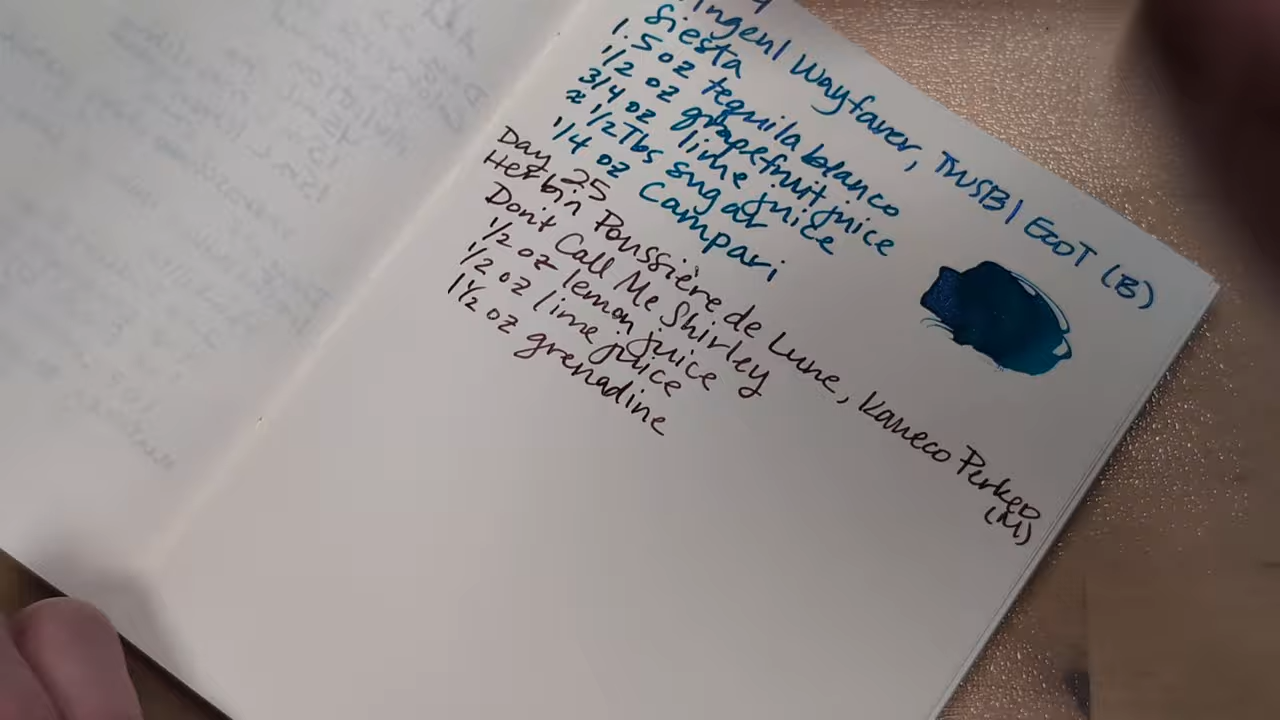 Wayfarer, TWSBI EcoT (B)
Siesta
1.5 oz tequila blanco
1/2 oz grapefruit juice
3/4 oz lime juice
≈ 1/2 Tbs sugar
1/4 oz Campari
Day 25
Herbin Poussière de Lune, Kaweco Perkeo (M)
Don't Call Me Shirley
1/2 oz lemon juice
1/2 oz lime juice
1 1/2 oz grenadine